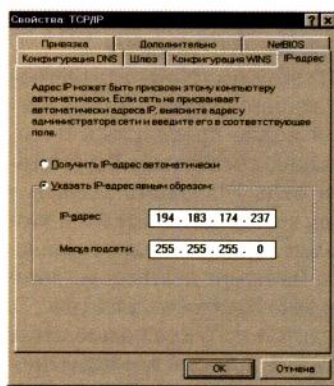 Свойства: TCP/IP
Привязка Дополнительно NetBIOS
Конфигурация DNS Шлюз Конфигурация WINS IP-адрес
Адрес IP может быть присвоен этому компьютеру
автоматически. Если сеть не присваивает
автоматически адреса IP, выясните адрес у
администратора сети и введите его в соответствующее
поле.
Получить IP-адрес автоматически
Указать IP-адрес явным образом:
IP-адрес: 194 . 183 . 174 . 237
Маска подсети: 255 . 255 . 255 . 0
OK Отмена